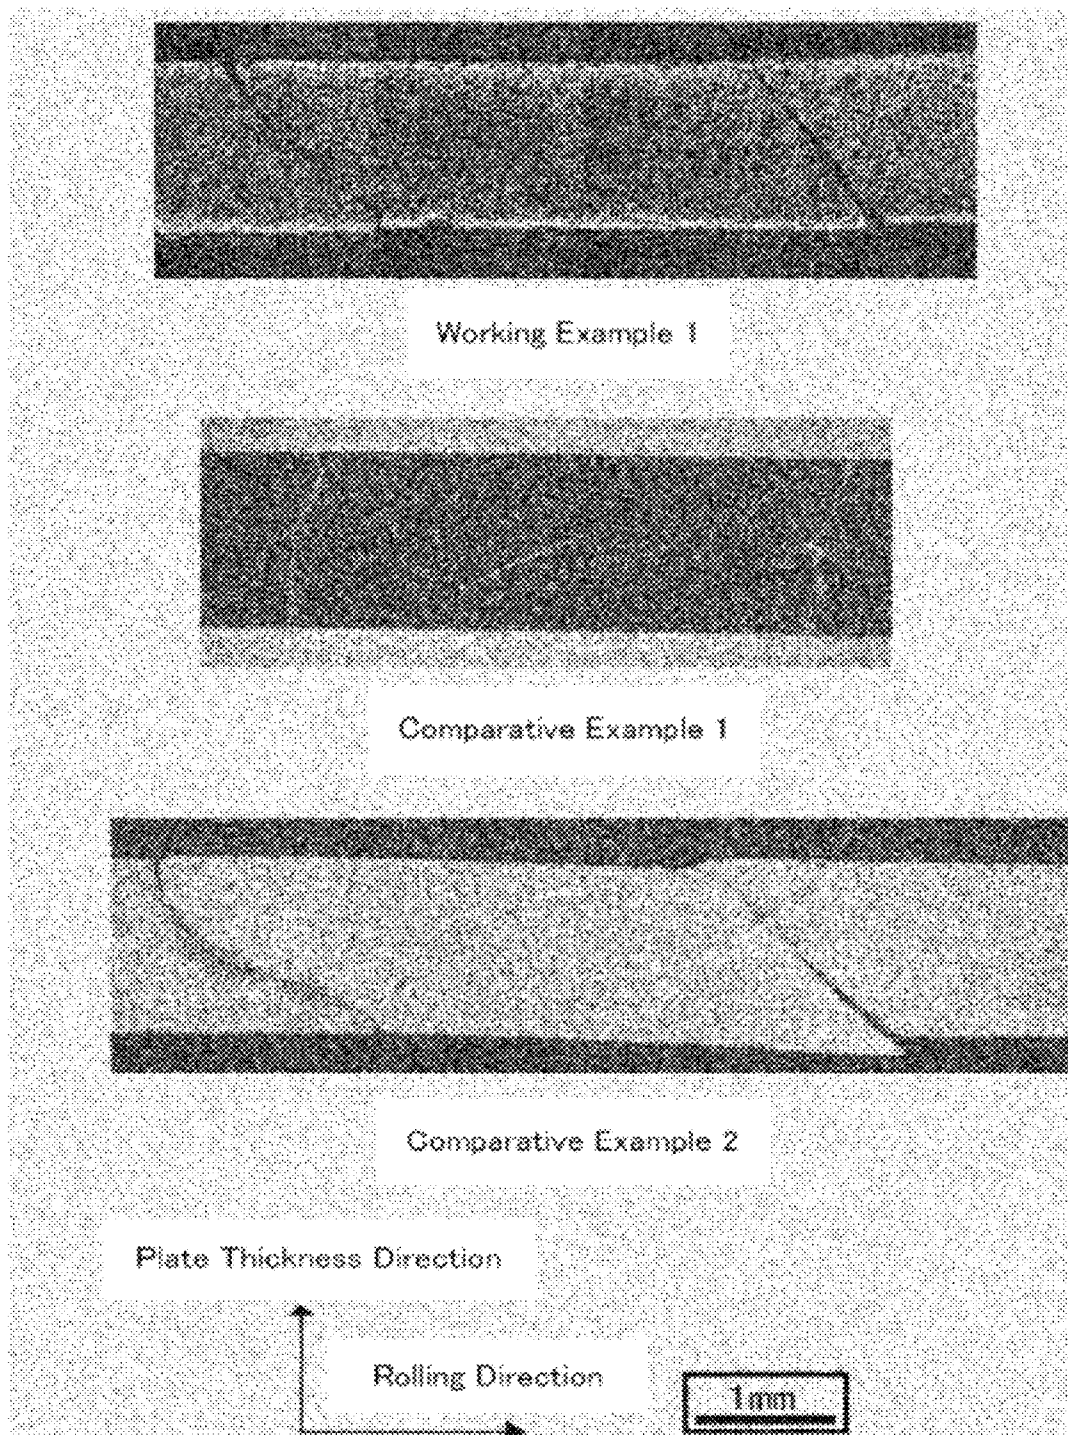 Working Example 1
Comparative Example 1
Comparative Example 2
Plate Thickness Direction
Rolling Direction
1mm